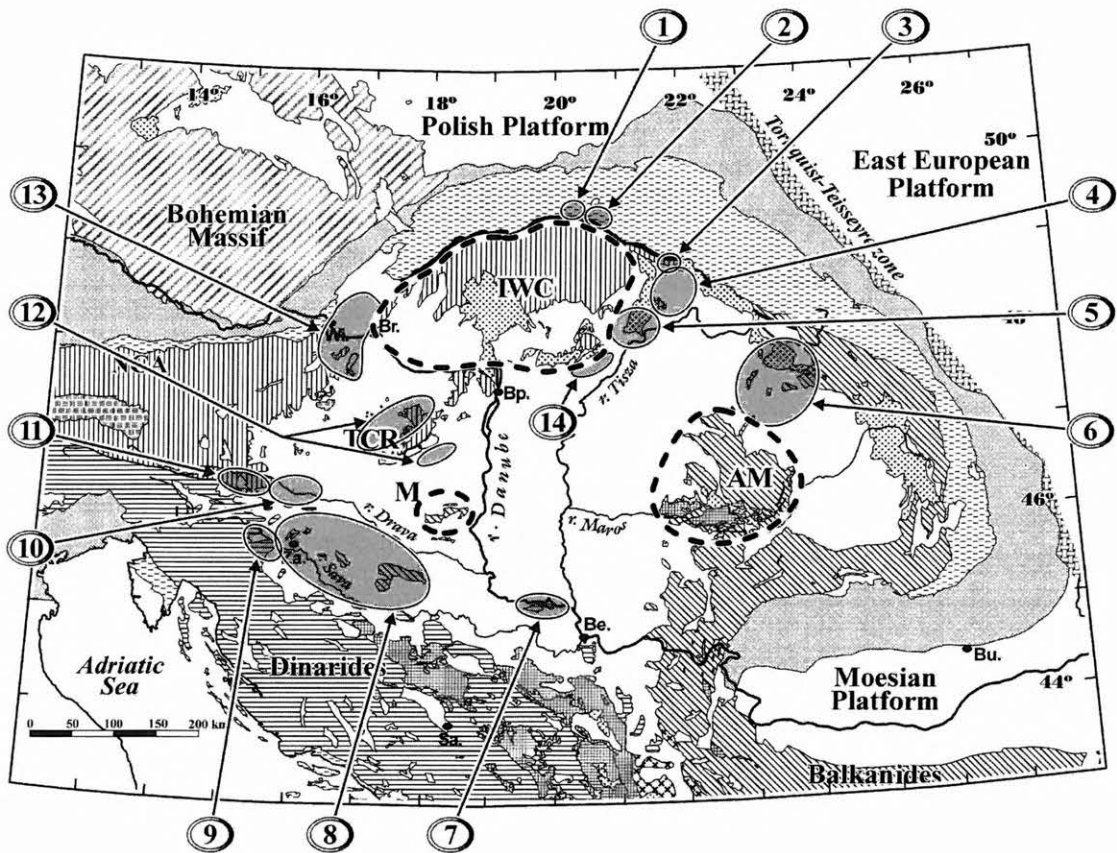 1
2
3
14°
16°
18°
20°
22°
24°
26°
50°
Polish Platform
Tornquist-Teisseyre zone
East European
Platform
4
13
Bohemian
Massif
IWC
12
Br.
5
Bp.
r. Tisza
14
TCR
r. Danube
6
11
M
AM
46°
r. Drava
r. Maros
10
Sava
9
8
7
Be.
Adriatic
Sea
Dinarides
Bu.
Moesian
Platform
44°
0 50 100 150 200 km
Sa.
Balkanides